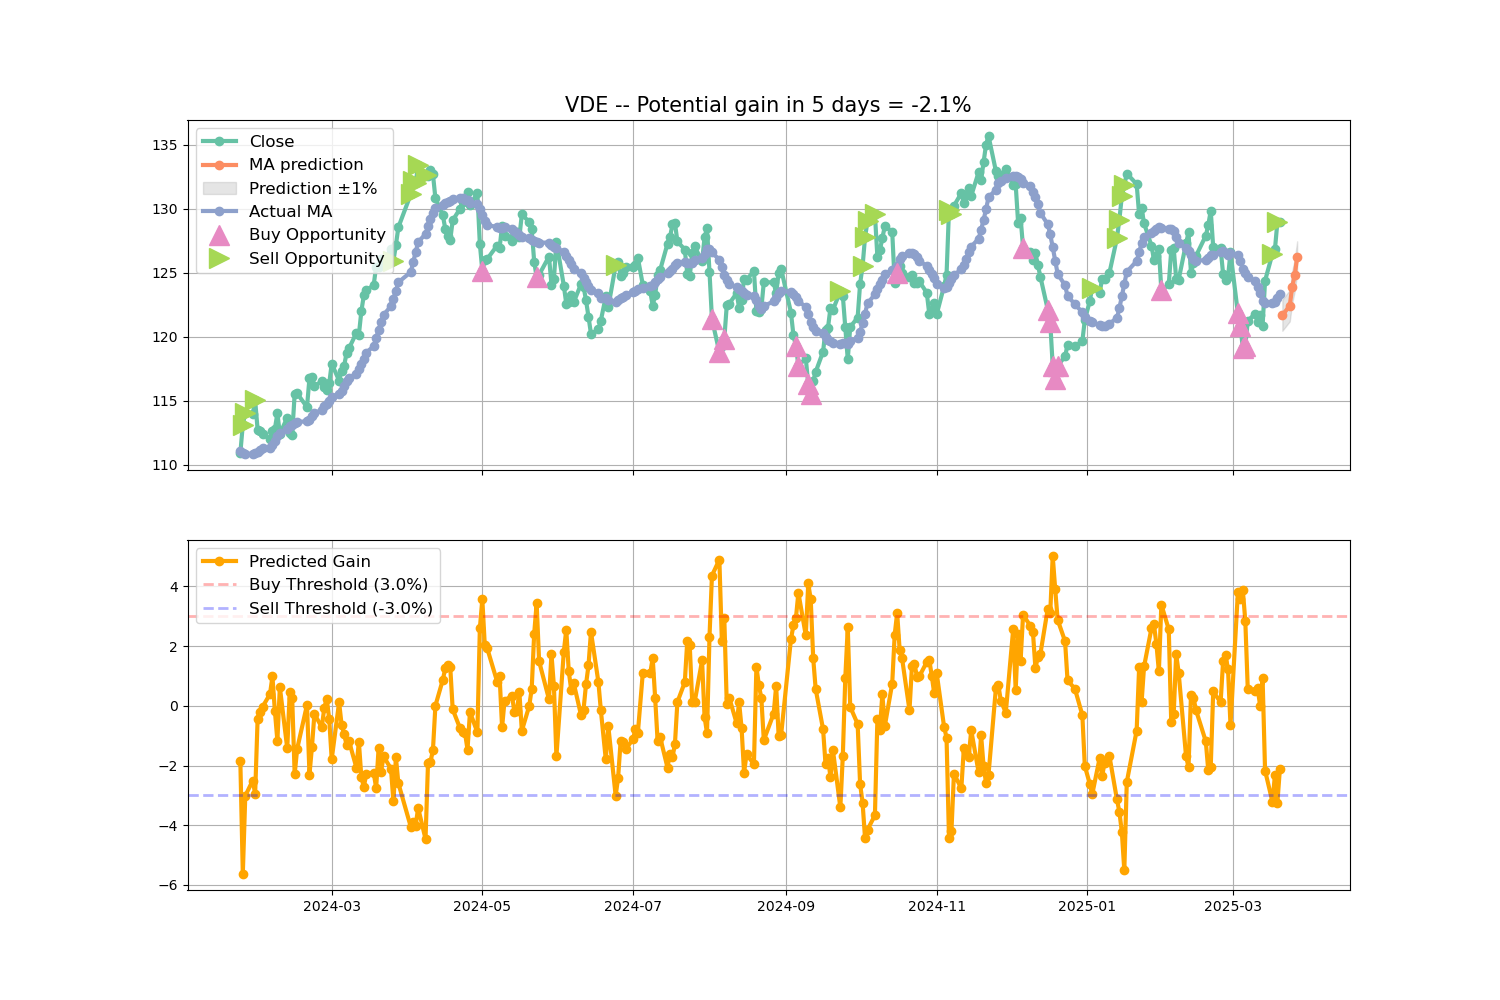 VDE -- Potential gain in 5 days = -2.1%
135
130
125
120
115
110
Close
MA prediction
Prediction ±1%
Actual MA
Buy Opportunity
Sell Opportunity
4
2
0
−2
−4
−6
Predicted Gain
Buy Threshold (3.0%)
Sell Threshold (-3.0%)
2024-03
2024-05
2024-07
2024-09
2024-11
2025-01
2025-03